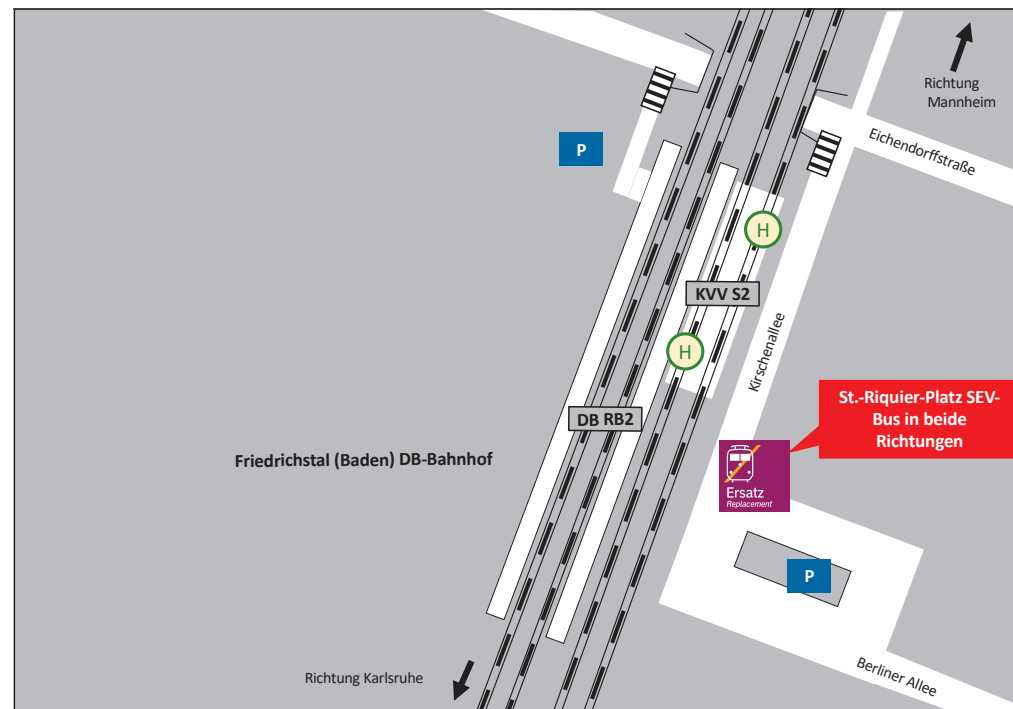 Richtung
Mannheim
Eichendorffstraße
P
H
KVV S2
Kirschenallee
H
St.-Riquier-Platz SEV-
Bus in beide
Richtungen
DB RB2
Friedrichstal (Baden) DB-Bahnhof
Ersatz
Replacement
P
Berliner Allee
Richtung Karlsruhe